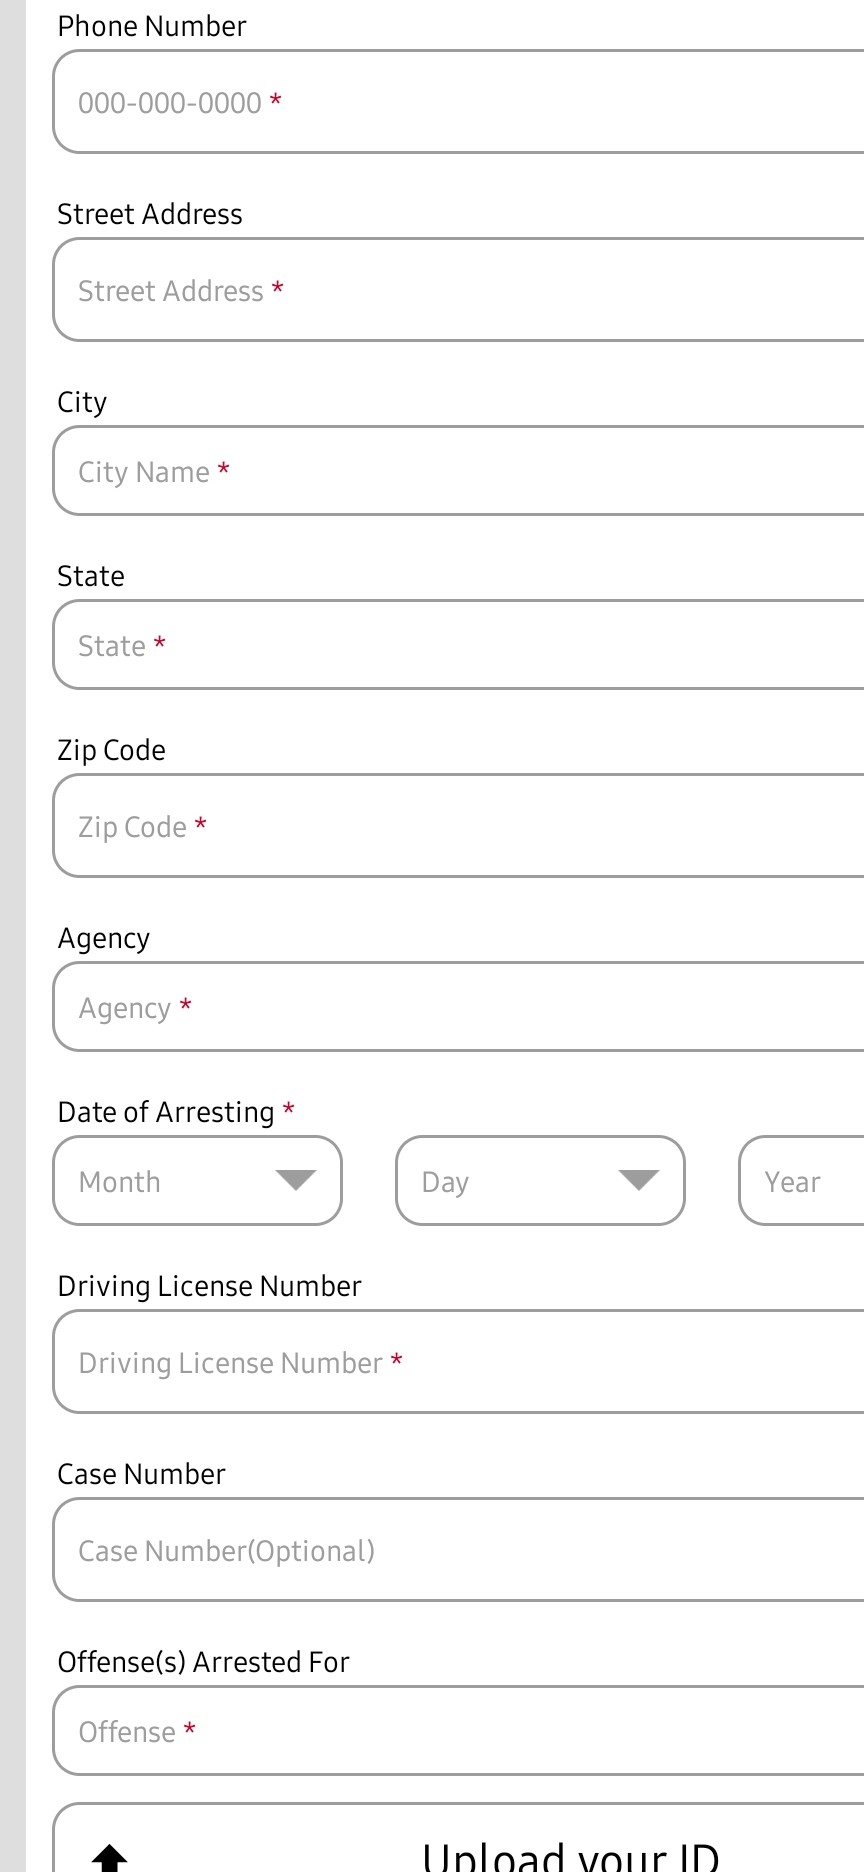 Phone Number
000-000-0000 *
Street Address
Street Address *
City
City Name *
State
State *
Zip Code
Zip Code *
Agency
Agency *
Date of Arresting *
Month Day Year
Driving License Number
Driving License Number *
Case Number
Case Number(Optional)
Offense(s) Arrested For
Offense *
Upload your ID